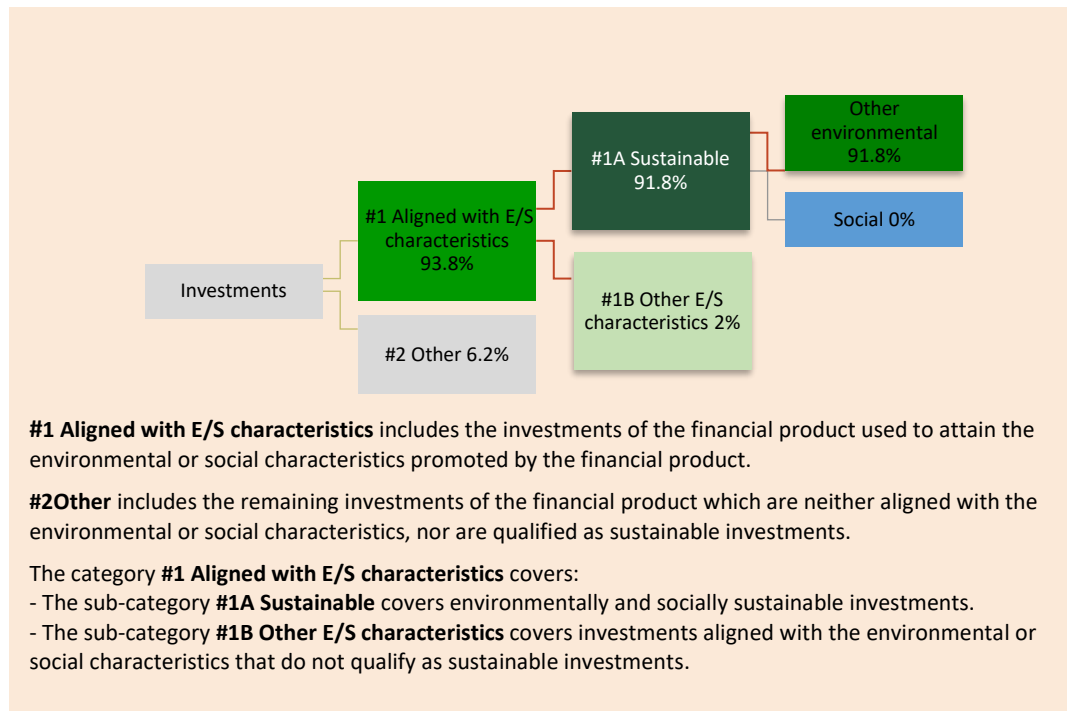 Other
environmental
91.8%
#1A Sustainable
91.8%
Social 0%
#1 Aligned with E/S
characteristics
93.8%
Investments
#1B Other E/S
characteristics 2%
#2 Other 6.2%
#1 Aligned with E/S characteristics includes the investments of the financial product used to attain the
environmental or social characteristics promoted by the financial product.
#2Other includes the remaining investments of the financial product which are neither aligned with the
environmental or social characteristics, nor are qualified as sustainable investments.
The category #1 Aligned with E/S characteristics covers:
- The sub-category #1A Sustainable covers environmentally and socially sustainable investments.
- The sub-category #1B Other E/S characteristics covers investments aligned with the environmental or
social characteristics that do not qualify as sustainable investments.